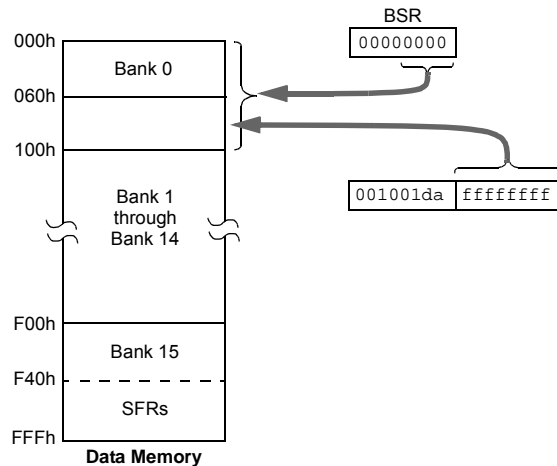 BSR
00000000
000h
Bank 0
060h
100h
001001da ffffffff
Bank 1
through
Bank 14
F00h
Bank 15
F40h
SFRs
FFFh
Data Memory